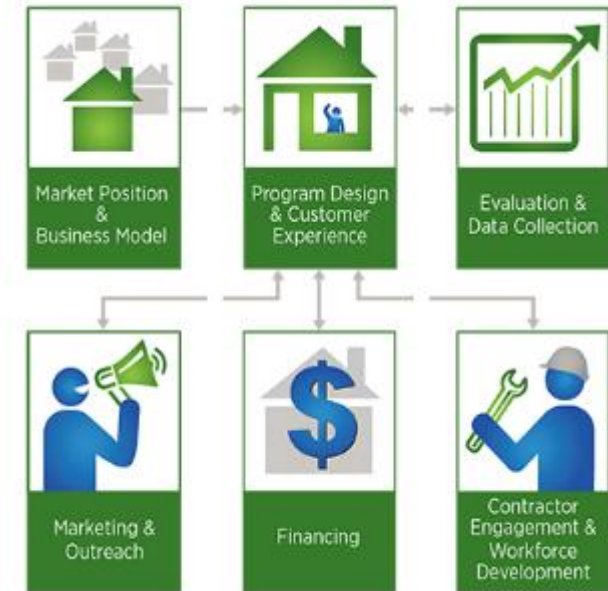 Market Position
&
Business Model
Program Design
& Customer
Experience
Evaluation &
Data Collection
Marketing &
Outreach
$
Financing
Contractor
Engagement &
Workforce
Development